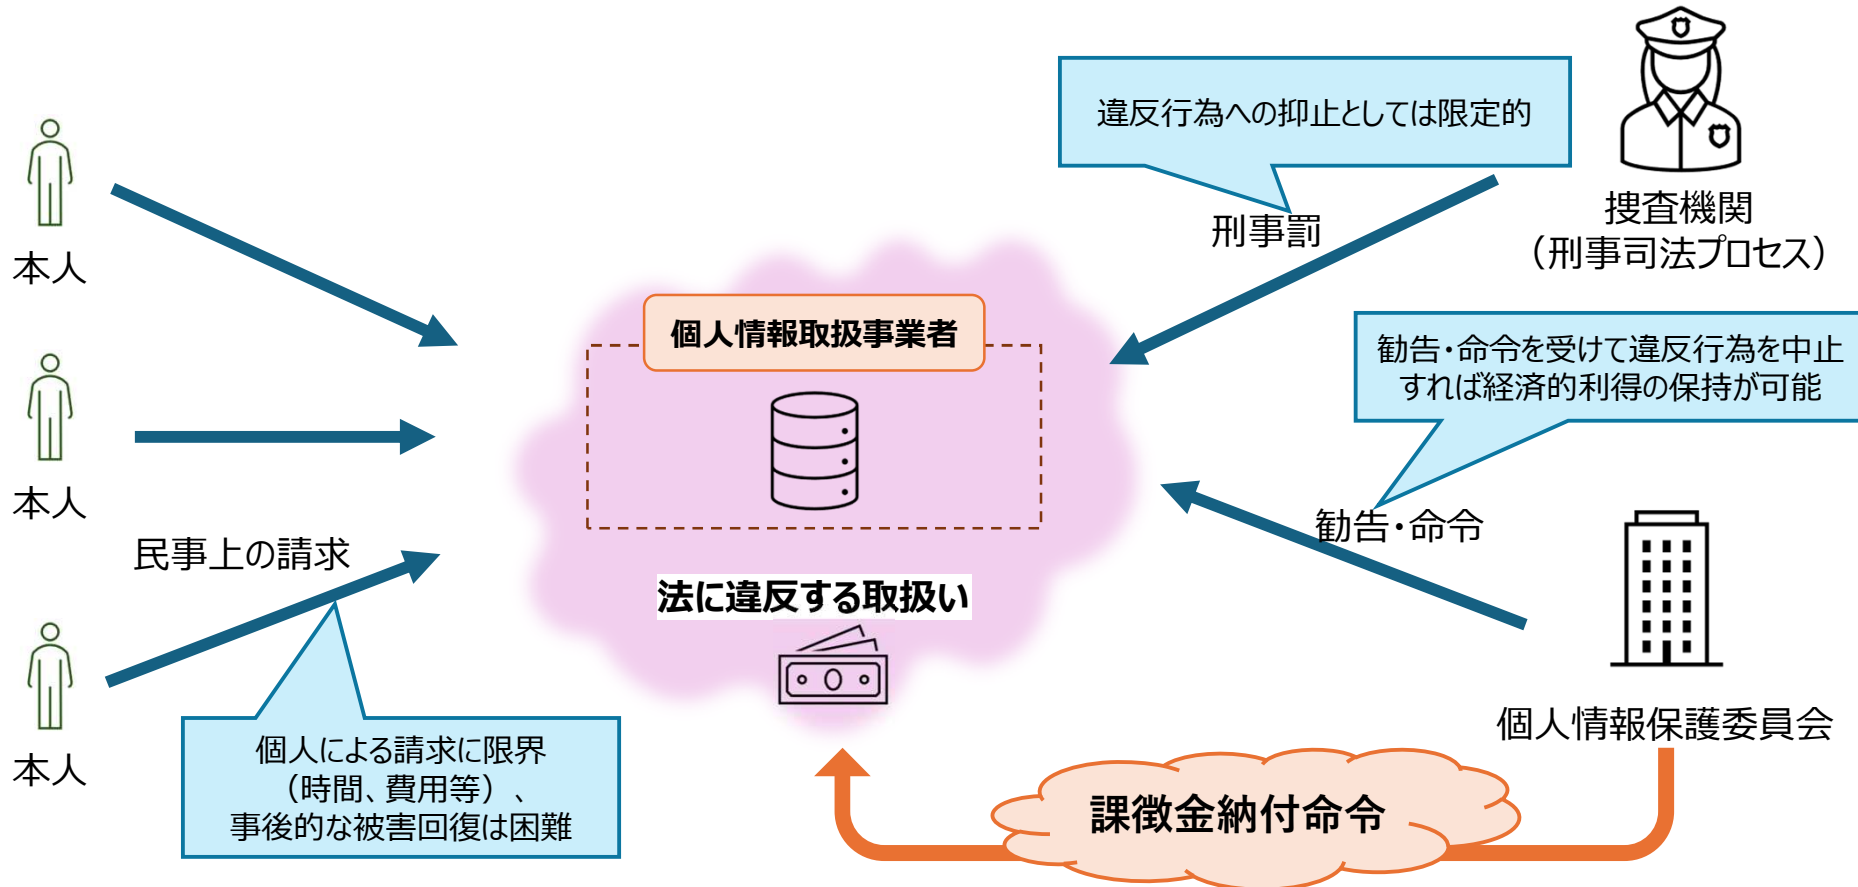 違反行為への抑止としては限定的
捜査機関
（刑事司法プロセス）
刑事罰
本人
個人情報取扱事業者
勧告・命令を受けて違反行為を中止
すれば経済的利得の保持が可能
本人
勧告・命令
民事上の請求
法に違反する取扱い
個人情報保護委員会
本人
個人による請求に限界
（時間、費用等）、
事後的な被害回復は困難
課徴金納付命令